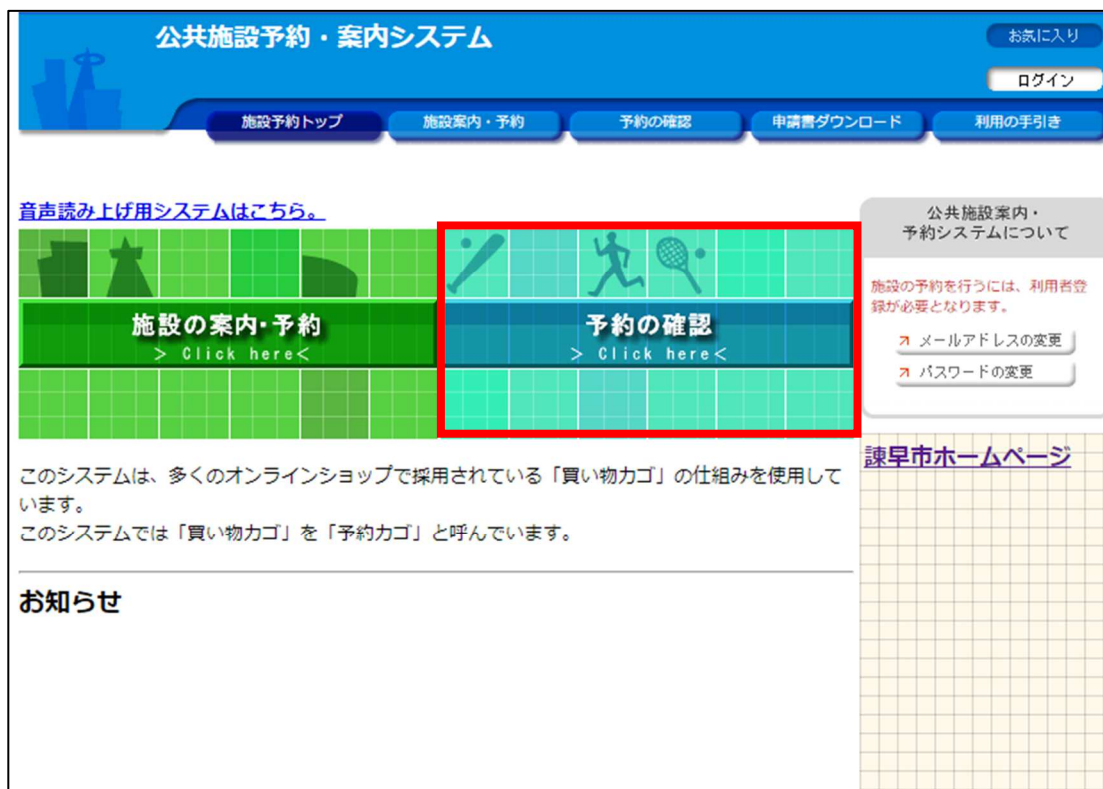 公共施設予約・案内システム
お気に入り
ログイン
施設予約トップ
施設案内・予約
予約の確認
申請書ダウンロード
利用の手引き
音声読み上げ用システムはこちら。
施設の案内・予約
> Click here<
予約の確認
> Click here<
このシステムは、多くのオンラインショップで採用されている「買い物カゴ」の仕組みを使用して
います。
このシステムでは「買い物カゴ」を「予約カゴ」と呼んでいます。
お知らせ
公共施設案内・
予約システムについて
施設の予約を行うには、利用者登
録が必要となります。
メールアドレスの変更
パスワードの変更
諫早市ホームページ